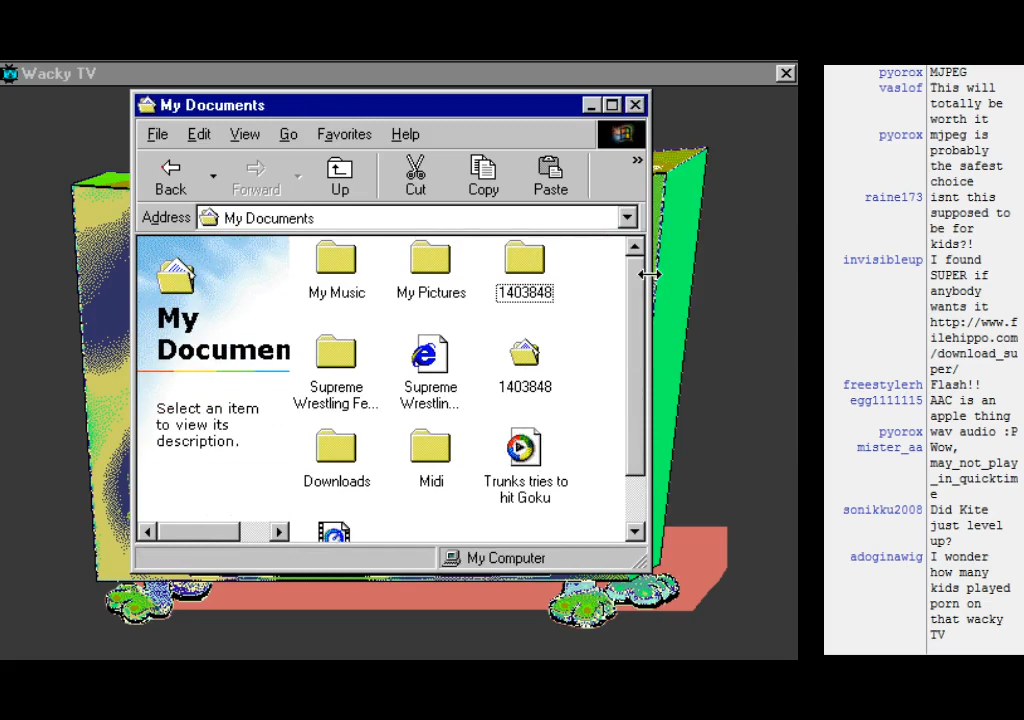 Wacky TV
My Documents
File Edit View Go Favorites Help
Back Forward Up Cut Copy Paste »
Address My Documents
My Music My Pictures 1403848
My
Documen
Supreme Supreme 1403848
Wrestling Fe... Wrestlin...
Select an item
to view its
description.
Downloads Midi Trunks tries to
hit Goku
My Computer
pyorox MJPEG
vaslof This will
totally be
worth it
pyorox mjpeg is
probably
the safest
choice
raine173 isnt this
supposed to
be for
kids?!
invisibleup I found
SUPER if
anybody
wants it
http://www.f
ilehippo.com
/download_su
per/
freestylerh Flash!!
egg1111115 AAC is an
apple thing
pyorox wav audio :P
mister_aa Wow,
may_not_play
_in_quicktim
e
sonikku2008 Did Kite
just level
up?
adoginawig I wonder
how many
kids played
porn on
that wacky
TV